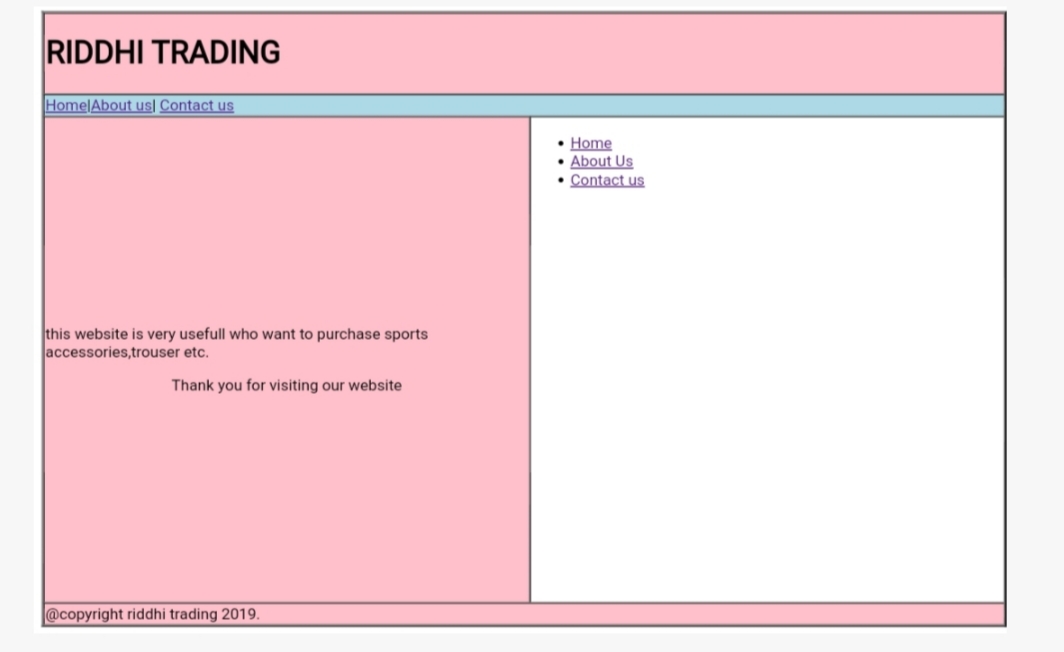 RIDDHI TRADING
Home|About us| Contact us
this website is very usefull who want to purchase sports
accessories,trouser etc.
Thank you for visiting our website
• Home
• About Us
• Contact us
@copyright riddhi trading 2019.